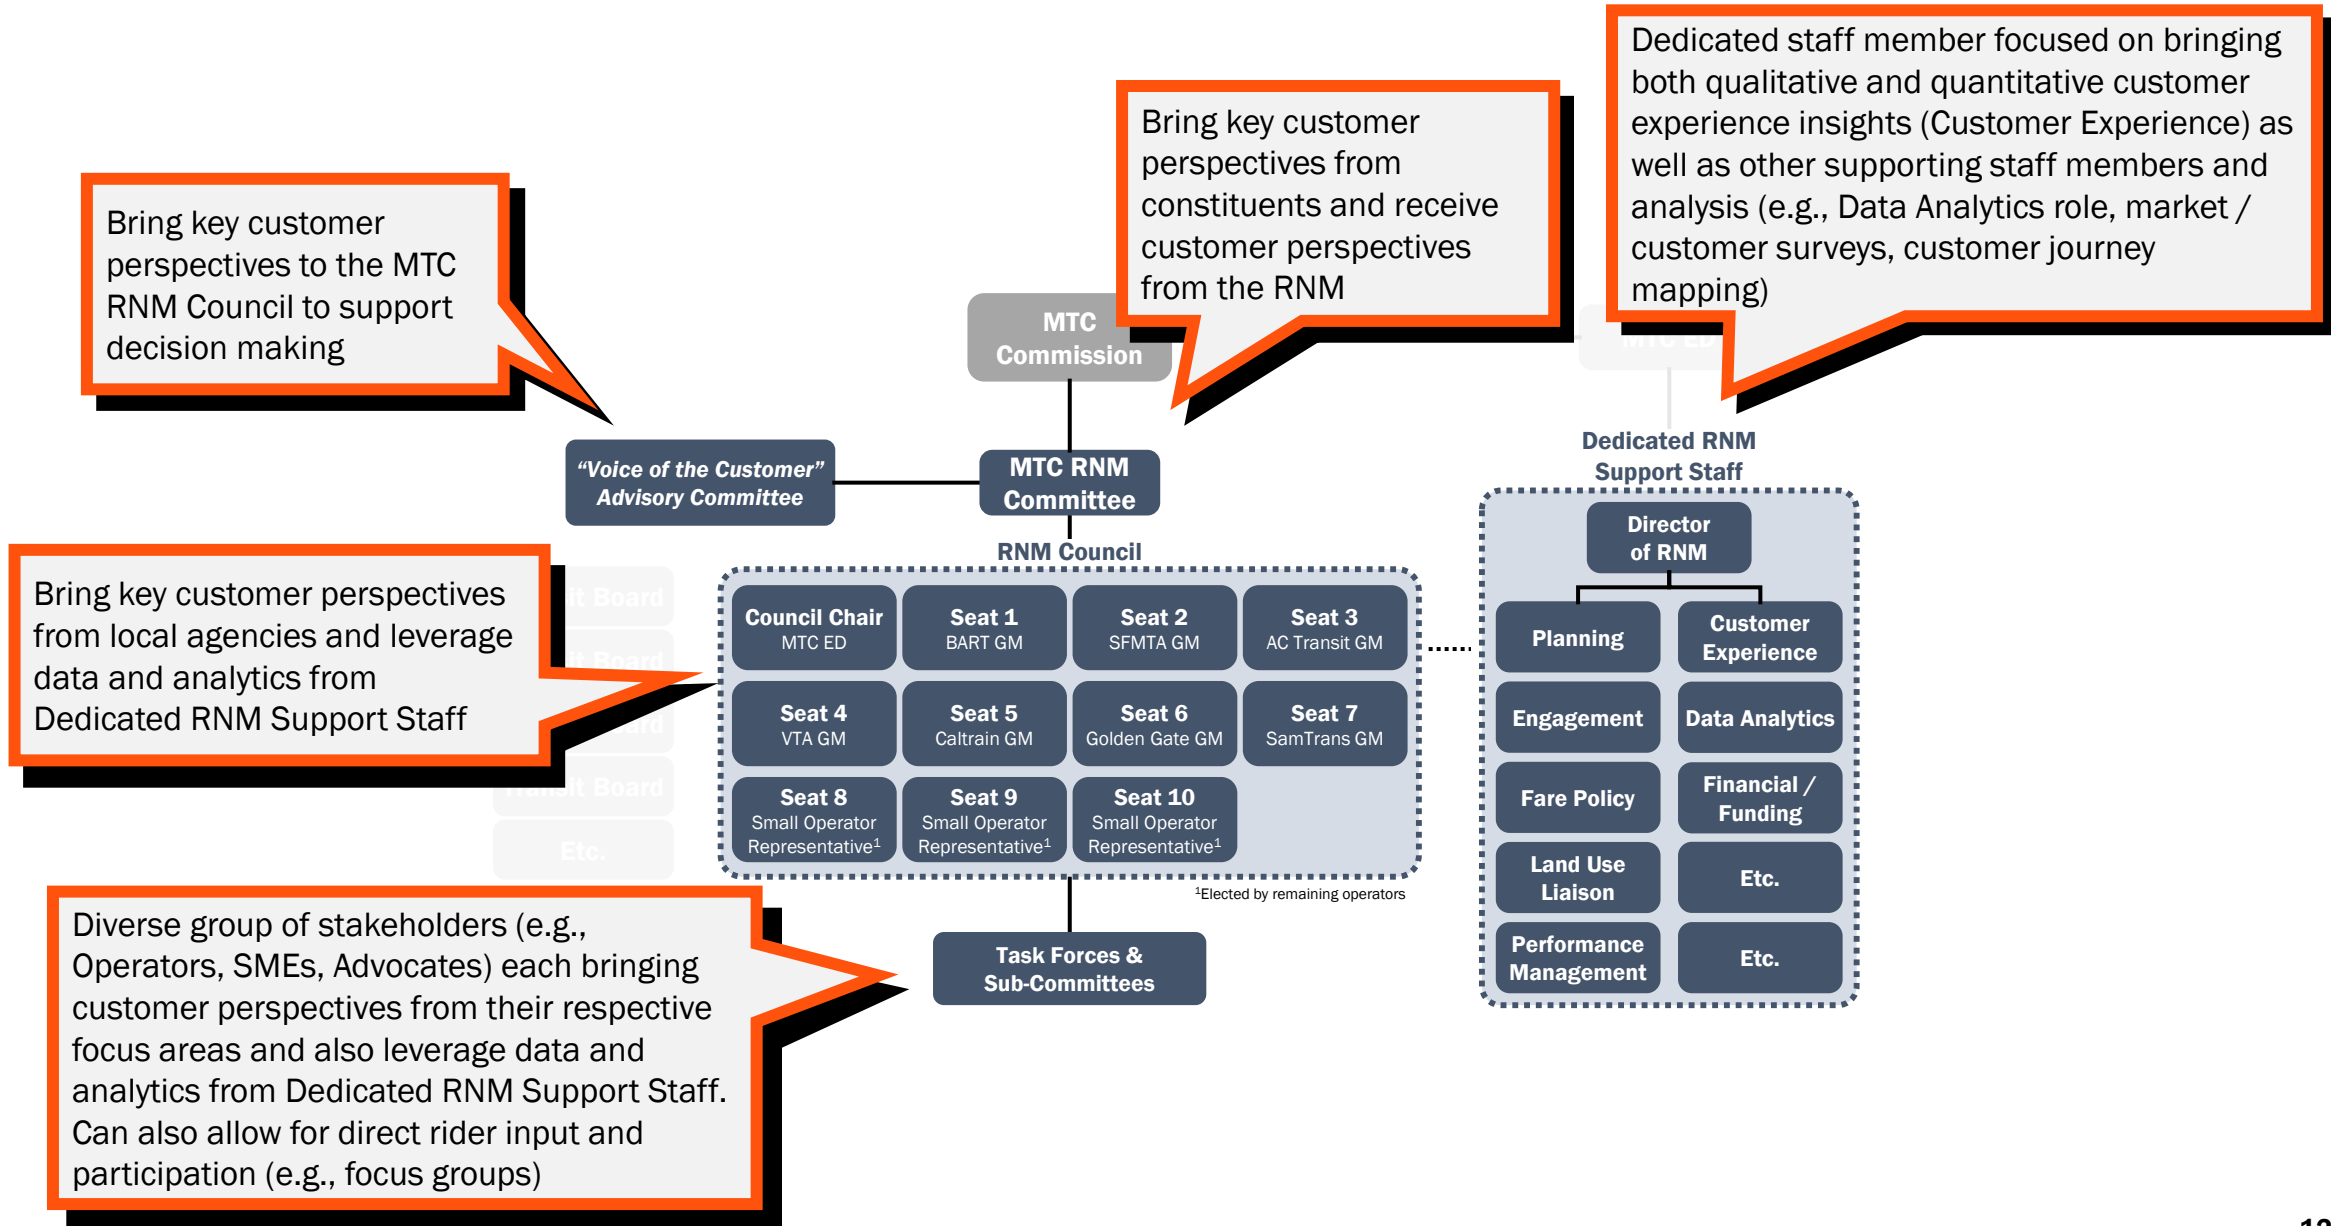 Dedicated staff member focused on bringing
both qualitative and quantitative customer
experience insights (Customer Experience) as
well as other supporting staff members and
analysis (e.g., Data Analytics role, market /
customer surveys, customer journey
mapping)
Bring key customer
perspectives from
constituents and receive
customer perspectives
from the RNM
Bring key customer
perspectives to the MTC
RNM Council to support
decision making
MTC
Commission
MTC ED
"Voice of the Customer"
Advisory Committee
MTC RNM
Committee
Dedicated RNM
Support Staff
Director
of RNM
RNM Council
Bring key customer perspectives
from local agencies and leverage
data and analytics from
Dedicated RNM Support Staff
it Board
it Board
rd
Transit Board
Etc.
Council Chair
MTC ED
Seat 1
BART GM
Seat 2
SFMTA GM
Seat 3
AC Transit GM
Seat 4
VTA GM
Seat 5
Caltrain GM
Seat 6
Golden Gate GM
Seat 7
SamTrans GM
Seat 8
Small Operator
Representative¹
Seat 9
Small Operator
Representative¹
Seat 10
Small Operator
Representative¹
¹Elected by remaining operators
Planning
Customer
Experience
Engagement
Data Analytics
Fare Policy
Financial /
Funding
Land Use
Liaison
Etc.
Performance
Management
Etc.
Diverse group of stakeholders (e.g.,
Operators, SMEs, Advocates) each bringing
customer perspectives from their respective
focus areas and also leverage data and
analytics from Dedicated RNM Support Staff.
Can also allow for direct rider input and
participation (e.g., focus groups)
Task Forces &
Sub-Committees